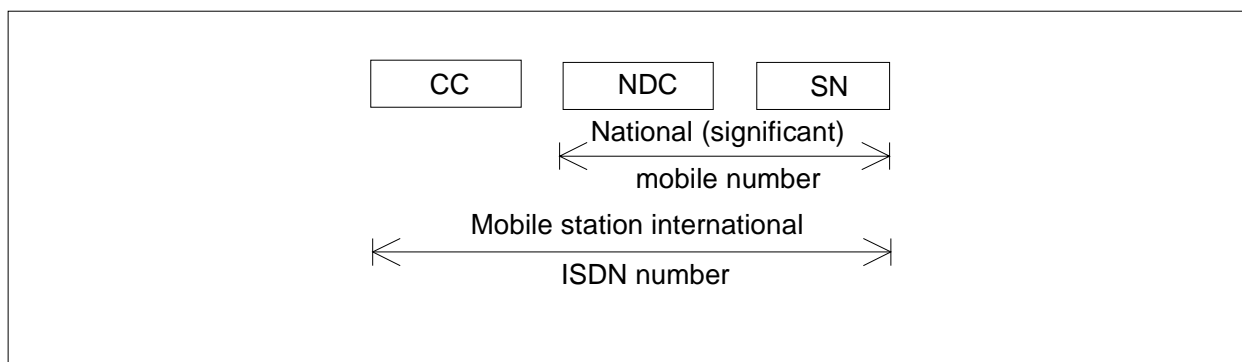 CC NDC SN
National (significant)
mobile number
Mobile station international
ISDN number